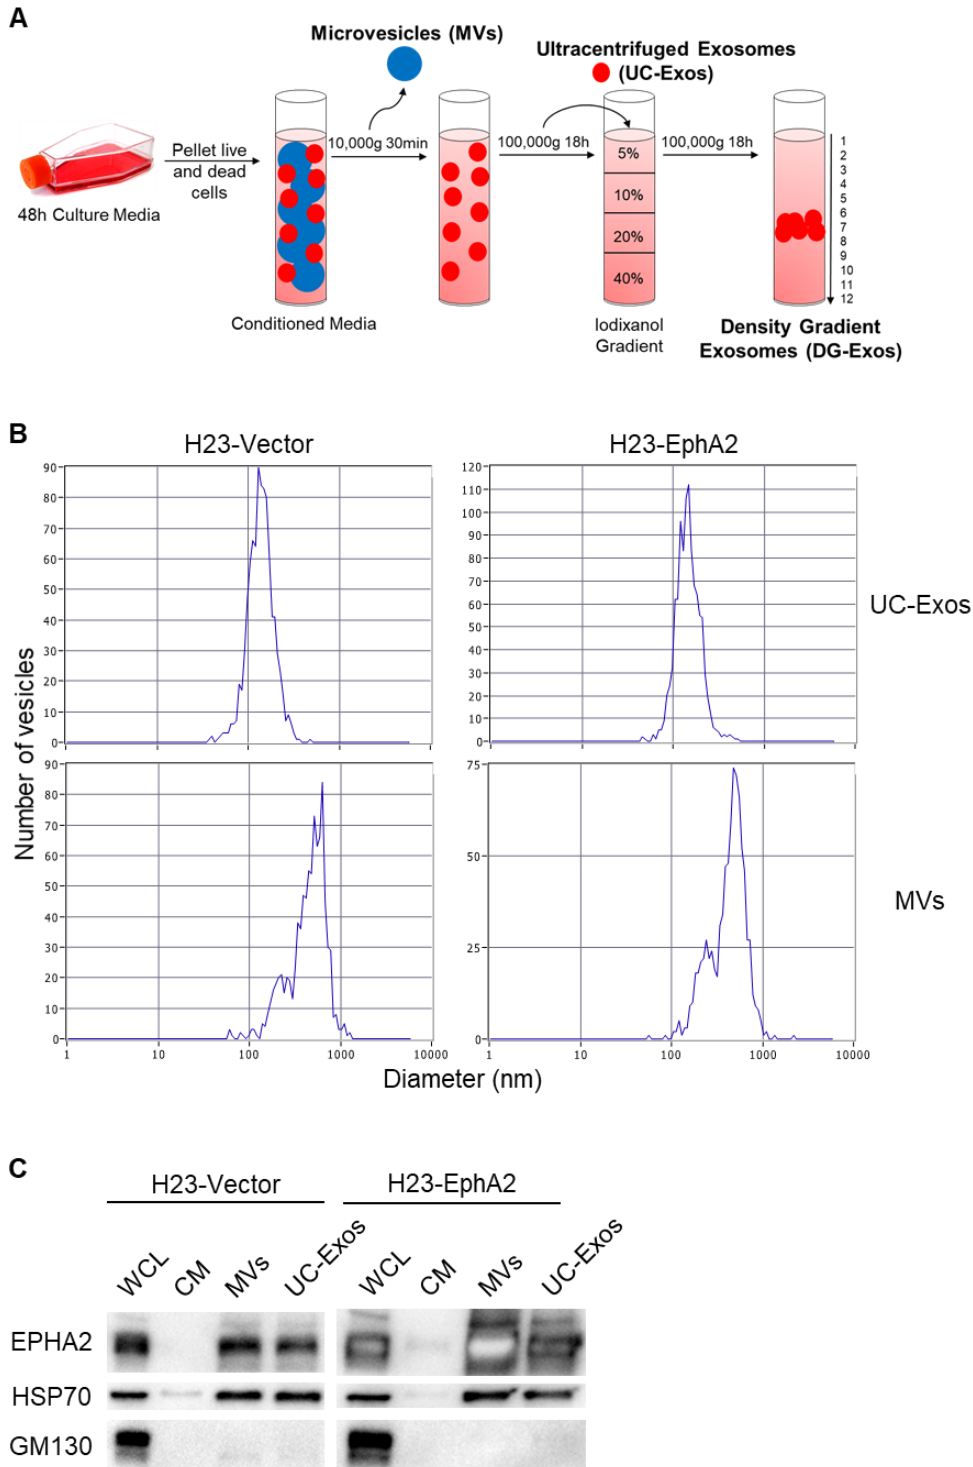 A
Microvesicles (MVs)
Ultracentrifuged Exosomes
(UC-Exos)
Pellet live
and dead
cells
10,000g 30min
100,000g 18h
100,000g 18h
5%
10%
20%
40%
1
2
3
4
5
6
7
8
9
10
11
12
48h Culture Media
Conditioned Media
Iodixanol
Gradient
Density Gradient
Exosomes (DG-Exos)
B
H23-Vector
H23-EphA2
90
80
70
60
50
40
30
20
10
0
120
110
100
90
80
70
60
50
40
30
20
10
0
UC-Exos
Number of vesicles
90
80
70
60
50
40
30
20
10
0
1 10 100 1000 10000
75
50
25
0
1 10 100 1000 10000
MVs
Diameter (nm)
C
H23-Vector
H23-EphA2
WCL CM MVs UC-Exos WCL CM MVs UC-Exos
EPHA2
HSP70
GM130